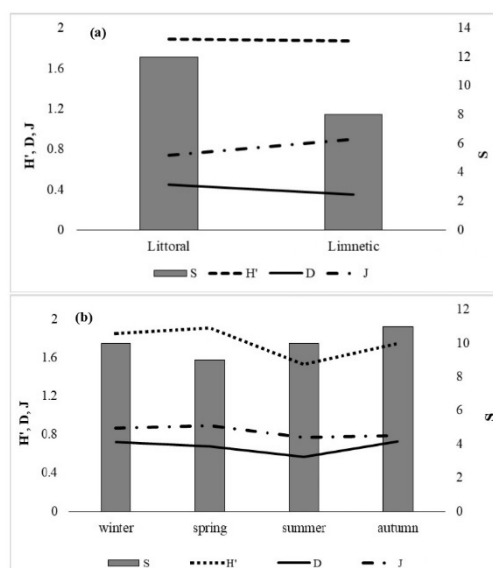 (a)
2
1.6
1.2
0.8
0.4
0
H', D, J
14
12
10
8
6
4
2
0
S
Littoral
Limnetic
S
H'
D
J
(b)
2
1.6
1.2
0.8
0.4
0
H', D, J
12
10
8
6
4
2
0
S
winter
spring
summer
autumn
S
H'
D
J